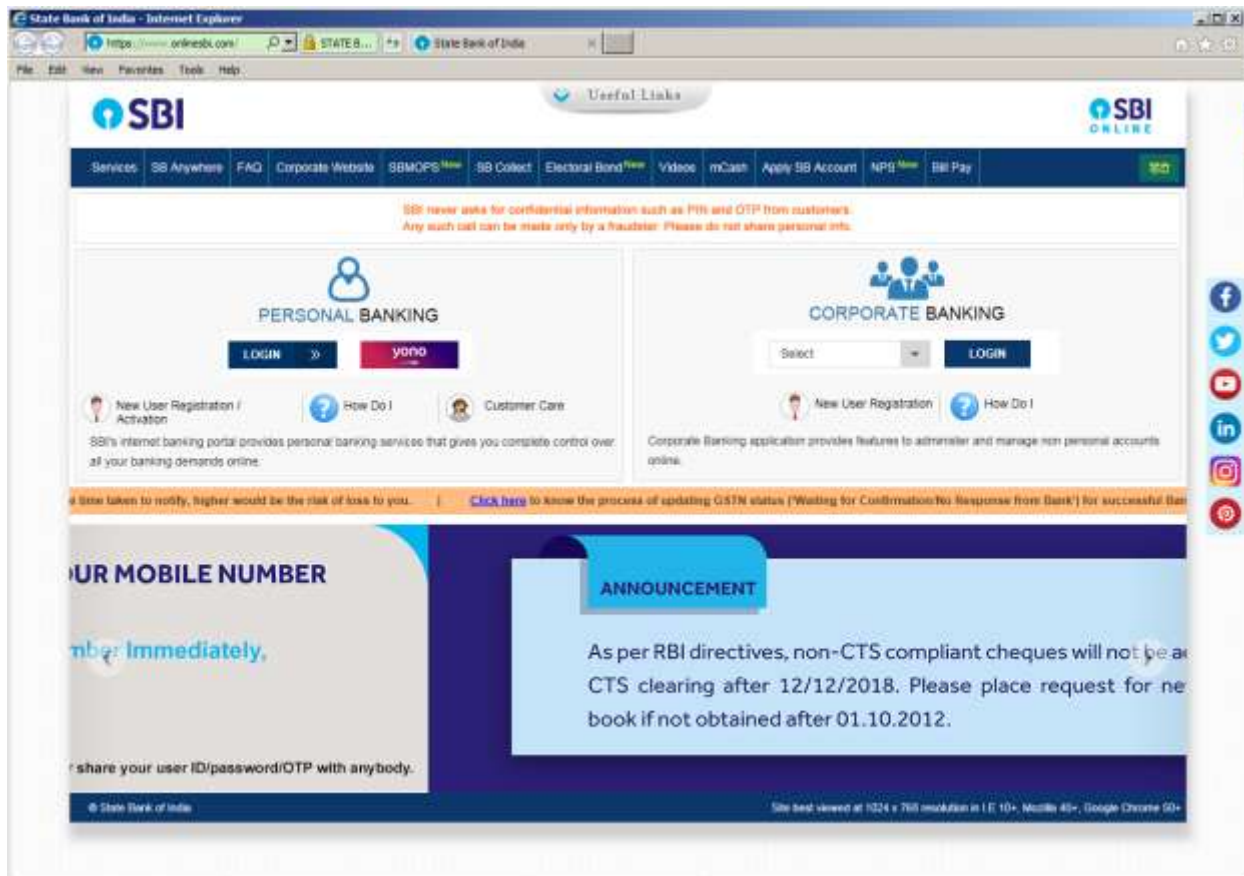 State Bank of India - Internet Explorer
https://www.onlinesbi.com/ STATE B... State Bank of India
File Edit View Favorites Tools Help
Useful Links
SBI
SBI
ONLINE
Services SB Anywhere FAQ Corporate Website SBMOPS New SB Collect Electoral Bond New Videos mCash Apply SB Account NPS New Bill Pay
SBI never asks for confidential information such as PIN and OTP from customers.
Any such call can be made only by a fraudster. Please do not share personal info.
PERSONAL BANKING
LOGIN »
yono
New User Registration /
Activation
How Do I
Customer Care
SBI's internet banking portal provides personal banking services that gives you complete control over
all your banking demands online.
CORPORATE BANKING
Select
LOGIN
New User Registration
How Do I
Corporate Banking application provides features to administer and manage non personal accounts
online.
time taken to notify, higher would be the risk of loss to you. | Click here to know the process of updating GSTN status ('Waiting for Confirmation/No Response from Bank') for successful
OUR MOBILE NUMBER
mber Immediately,
share your user ID/password/OTP with anybody.
ANNOUNCEMENT
As per RBI directives, non-CTS compliant cheques will not be
CTS clearing after 12/12/2018. Please place request for
book if not obtained after 01.10.2012.
© State Bank of India
Site best viewed at 1024 x 768 resolution in I.E 10+, Mozilla 45+, Google Chrome 50+